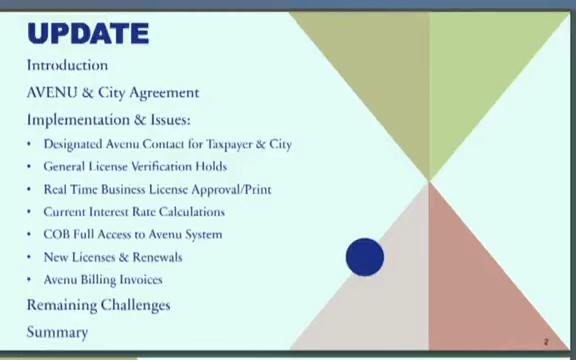 UPDATE
Introduction
AVENU & City Agreement
Implementation & Issues:
• Designated Avenu Contact for Taxpayer & City
• General License Verification Holds
• Real Time Business License Approval/Print
• Current Interest Rate Calculations
• COB Full Access to Avenu System
• New Licenses & Renewals
• Avenu Billing Invoices
Remaining Challenges
Summary
2